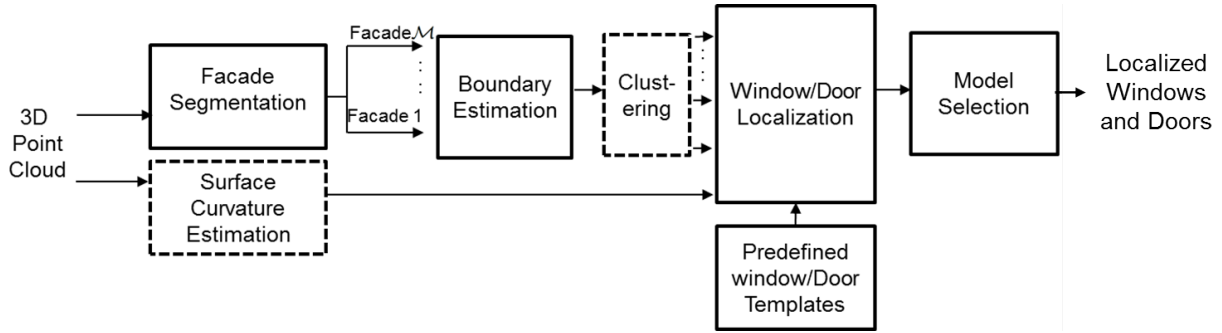 3D
Point
Cloud
Facade
Segmentation
Surface
Curvature
Estimation
Facade ℳ
Facade 1
Boundary
Estimation
Clust-
ering
Window/Door
Localization
Predefined
window/Door
Templates
Model
Selection
Localized
Windows
and Doors